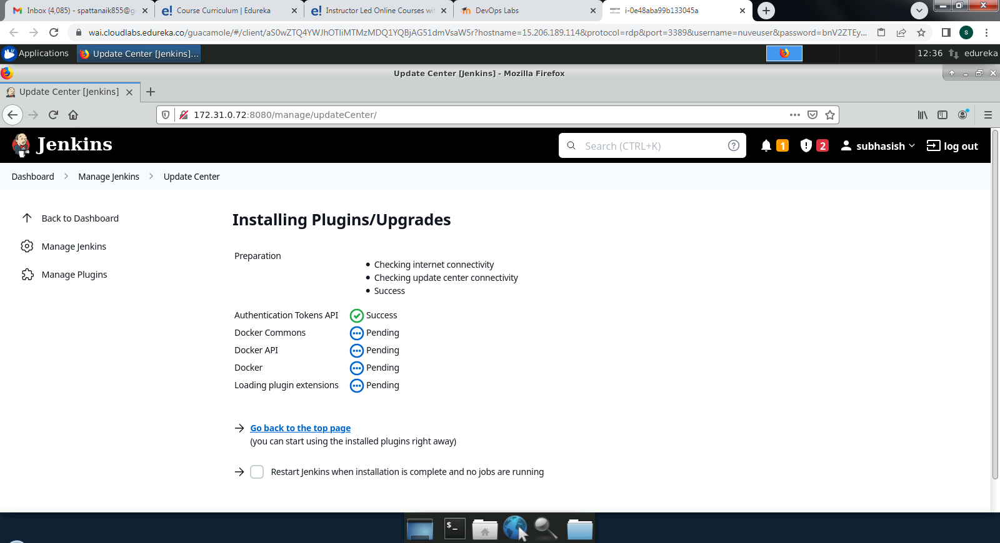 Inbox (4,085) - spattanaik855@g
Course Curriculum | Edureka
Instructor Led Online Courses wi
DevOps Labs
i-0e48aba99b133045a
wai.cloudlabs.edureka.co/guacamole/#/client/aS0wZTQ4YWJhOTliMTMzMDQ1YQBjAG51dmVsaW5r?hostname=15.206.189.114&protocol=rdp&port=3389&username=nuveuser&password=bnV2ZTEy...
s
Applications
Update Center [Jenkins]...
12:36
edureka
Update Center [Jenkins] - Mozilla Firefox
Update Center [Jenkins]
172.31.0.72:8080/manage/updateCenter/
Jenkins
Search (CTRL+K)
1
2
subhasish
log out
Dashboard
Manage Jenkins
Update Center
Back to Dashboard
Manage Jenkins
Manage Plugins
Installing Plugins/Upgrades
Preparation
Checking internet connectivity
Checking update center connectivity
Success
Authentication Tokens API Success
Docker Commons Pending
Docker API Pending
Docker Pending
Loading plugin extensions Pending
Go back to the top page
(you can start using the installed plugins right away)
Restart Jenkins when installation is complete and no jobs are running
$_